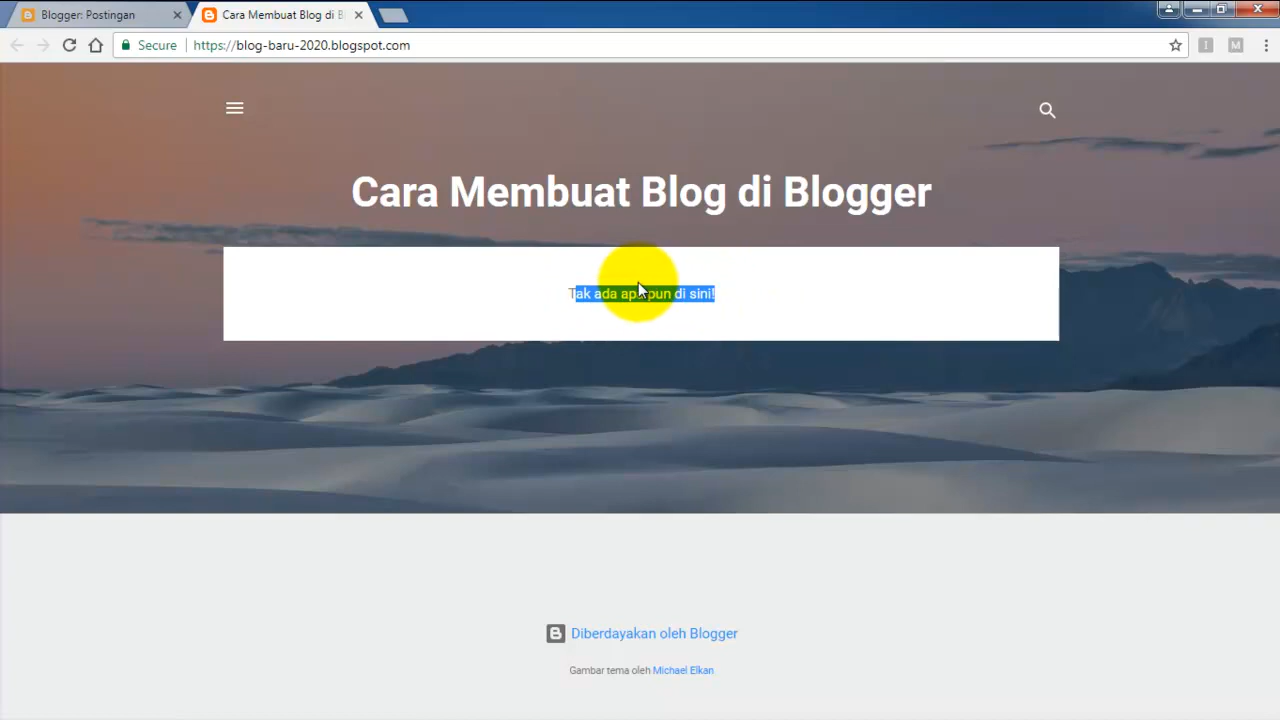 Blogger: Postingan
Cara Membuat Blog di B
Secure
https://blog-baru-2020.blogspot.com
I
M
Cara Membuat Blog di Blogger
Tak ada apapun di sini!
Diberdayakan oleh Blogger
Gambar tema oleh Michael Elkan